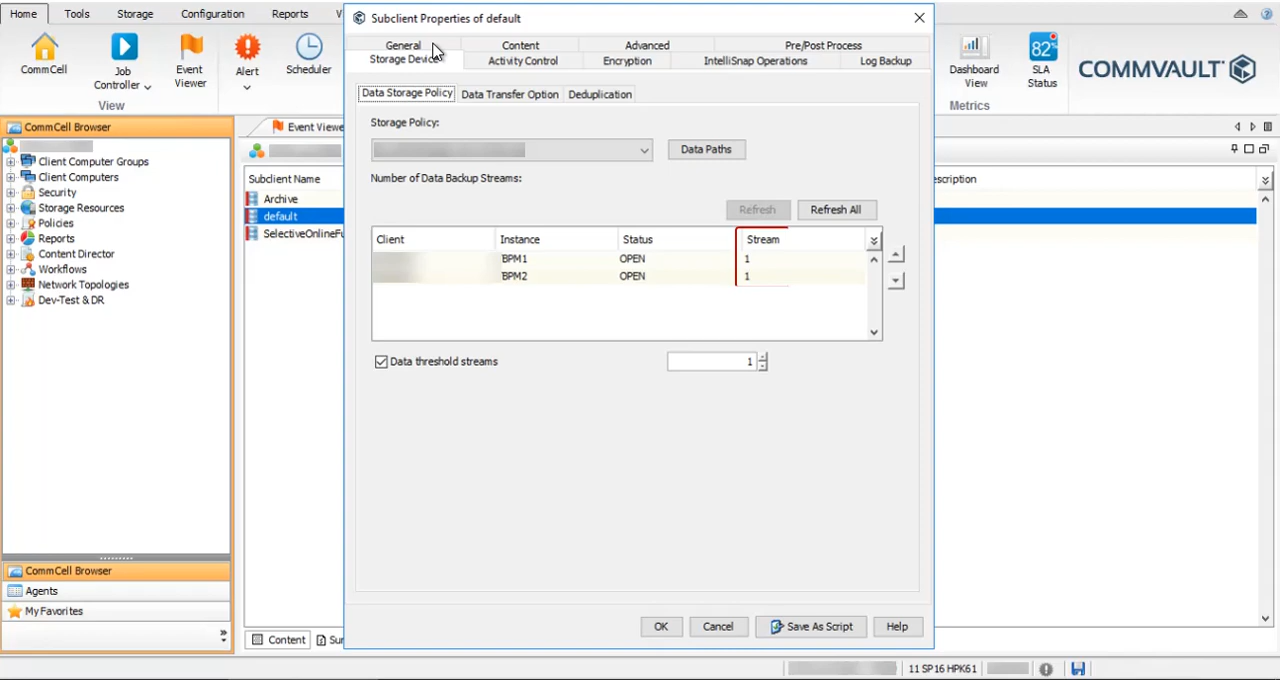 Home Tools Storage Configuration Reports V
CommCell
Job Controller
Event Viewer
Alert
Scheduler
View
Dashboard View
82%
SLA Status
Metrics
COMMVAULT
CommCell Browser
Client Computer Groups
Client Computers
Security
Storage Resources
Policies
Reports
Content Director
Workflows
Network Topologies
Dev-Test & DR
CommCell Browser
Agents
My Favorites
Event Viewe
Subclient Name
Archive
default
SelectiveOnlineFu
escription
Content Sur
Subclient Properties of default
General Content Advanced Pre/Post Process
Storage Device Activity Control Encryption IntelliSnap Operations Log Backup
Data Storage Policy Data Transfer Option Deduplication
Storage Policy:
Data Paths
Number of Data Backup Streams:
Refresh Refresh All
Client Instance Status Stream
BPM1 OPEN 1
BPM2 OPEN 1
Data threshold streams 1
OK Cancel Save As Script Help
11 SP16 HPK61